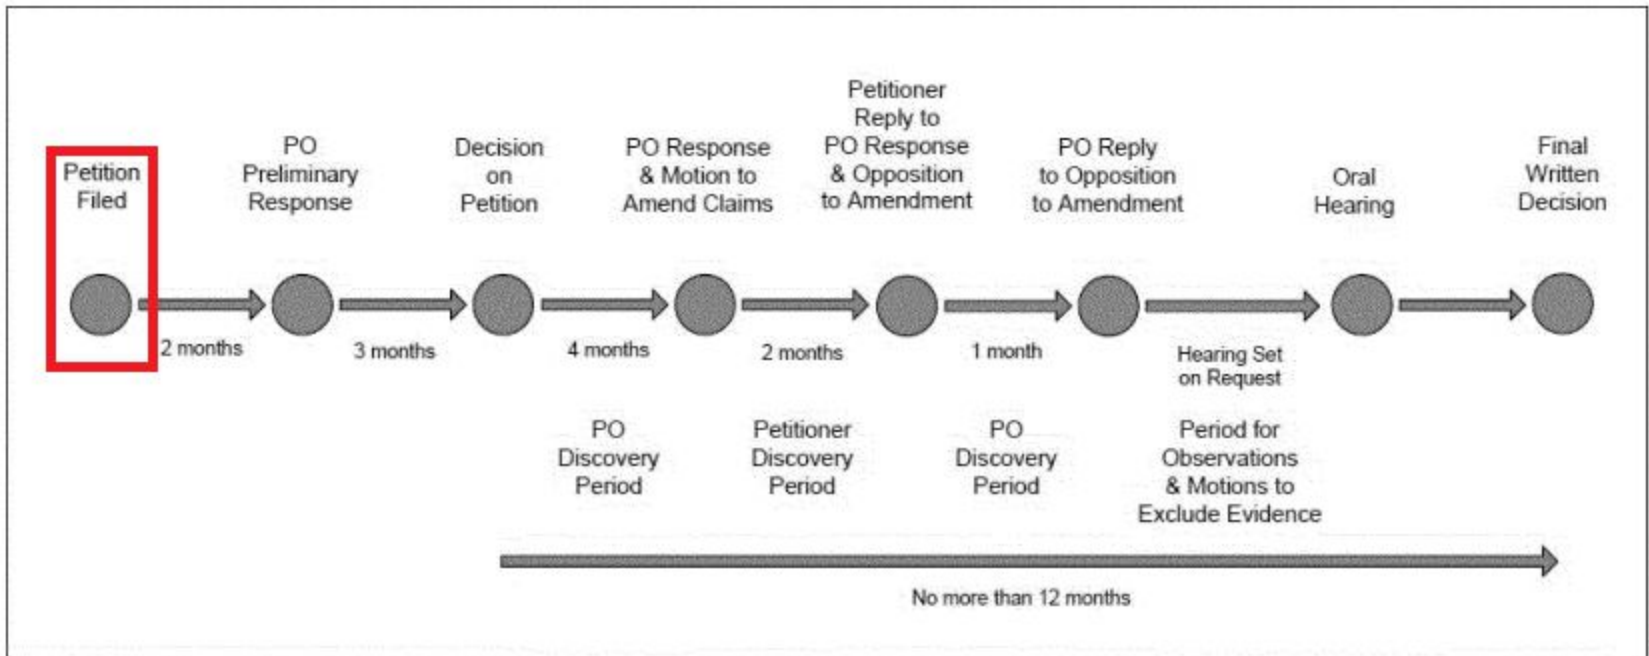 Petition
Filed
PO
Preliminary
Response
Decision
on
Petition
PO Response
& Motion to
Amend Claims
Petitioner
Reply to
PO Response
& Opposition
to Amendment
PO Reply
to Opposition
to Amendment
Oral
Hearing
Final
Written
Decision
2 months
3 months
4 months
2 months
1 month
Hearing Set
on Request
PO
Discovery
Period
Petitioner
Discovery
Period
PO
Discovery
Period
Period for
Observations
& Motions to
Exclude Evidence
No more than 12 months